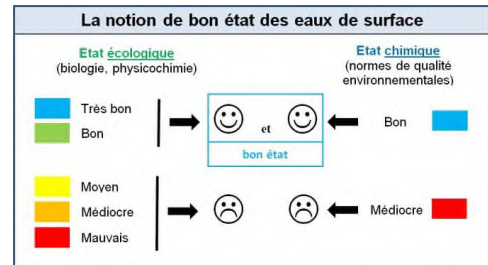 La notion de bon état des eaux de surface
Etat écologique
(biologie, physicochimie)
Etat chimique
(normes de qualité
environnementales)
Très bon
Bon
et
Bon
bon état
Moyen
Médiocre
Mauvais
Médiocre